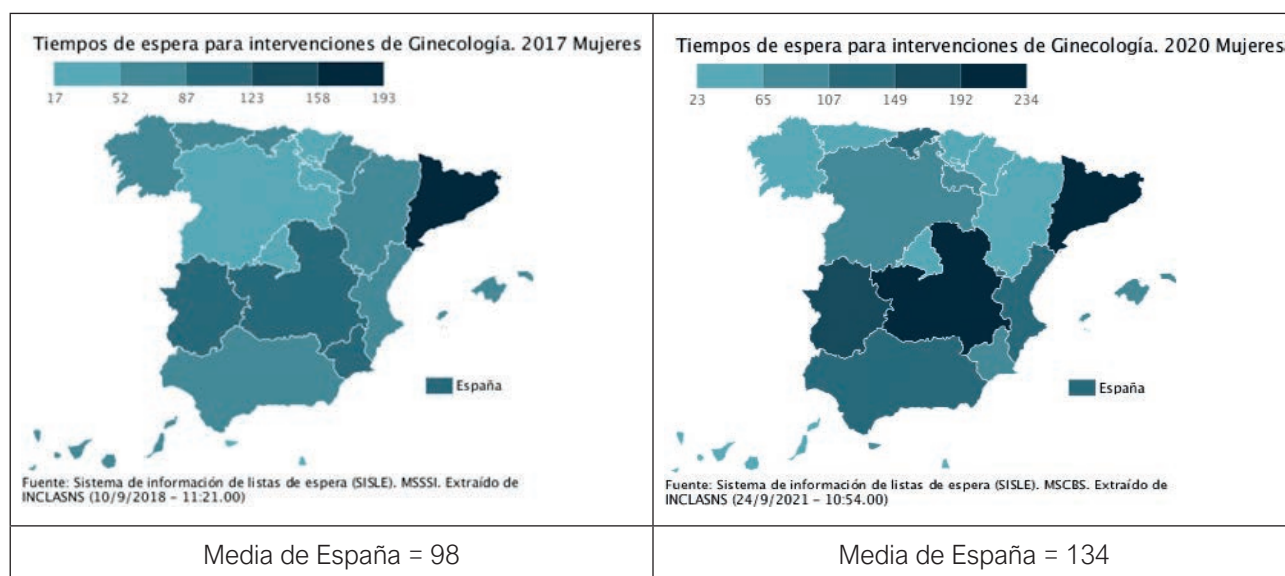 Tiempos de espera para intervenciones de Ginecología. 2017 Mujeres
17 52 87 123 158 193
España
Fuente: Sistema de información de listas de espera (SISLE). MSSSI. Extraído de
INCLASNS (10/9/2018 - 11:21.00)
Media de España = 98
Tiempos de espera para intervenciones de Ginecología. 2020 Mujeres
23 65 107 149 192 234
España
Fuente: Sistema de información de listas de espera (SISLE). MSCBS. Extraído de
INCLASNS (24/9/2021 - 10:54.00)
Media de España = 134